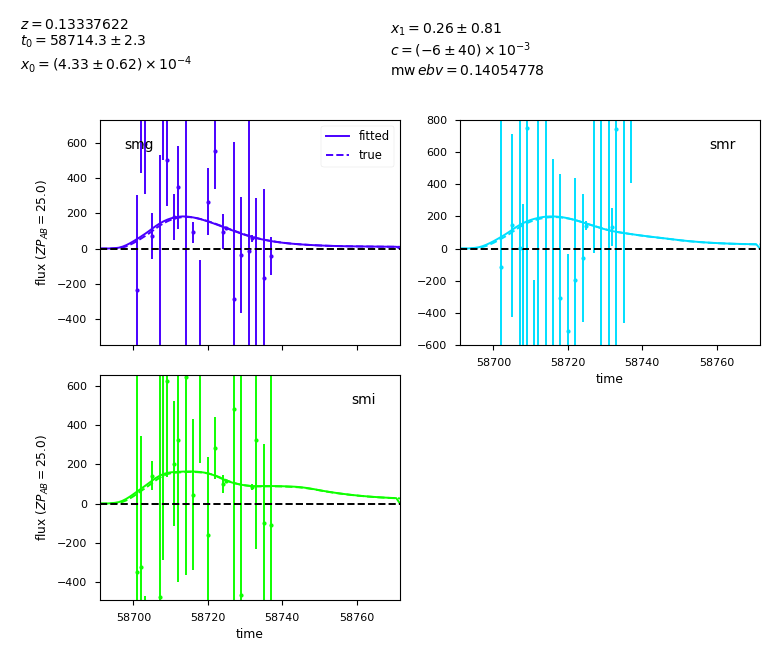 z = 0.13337622
t₀ = 58714.3 ± 2.3
x₀ = (4.33 ± 0.62) × 10⁻⁴
x₁ = 0.26 ± 0.81
c = (−6 ± 40) × 10⁻³
mw ebv = 0.14054778
smg
fitted
true
600
400
200
0
−200
−400
flux (ZP_AB = 25.0)
smr
800
600
400
200
0
−200
−400
−600
58700 58720 58740 58760
time
smi
600
400
200
0
−200
−400
flux (ZP_AB = 25.0)
58700 58720 58740 58760
time